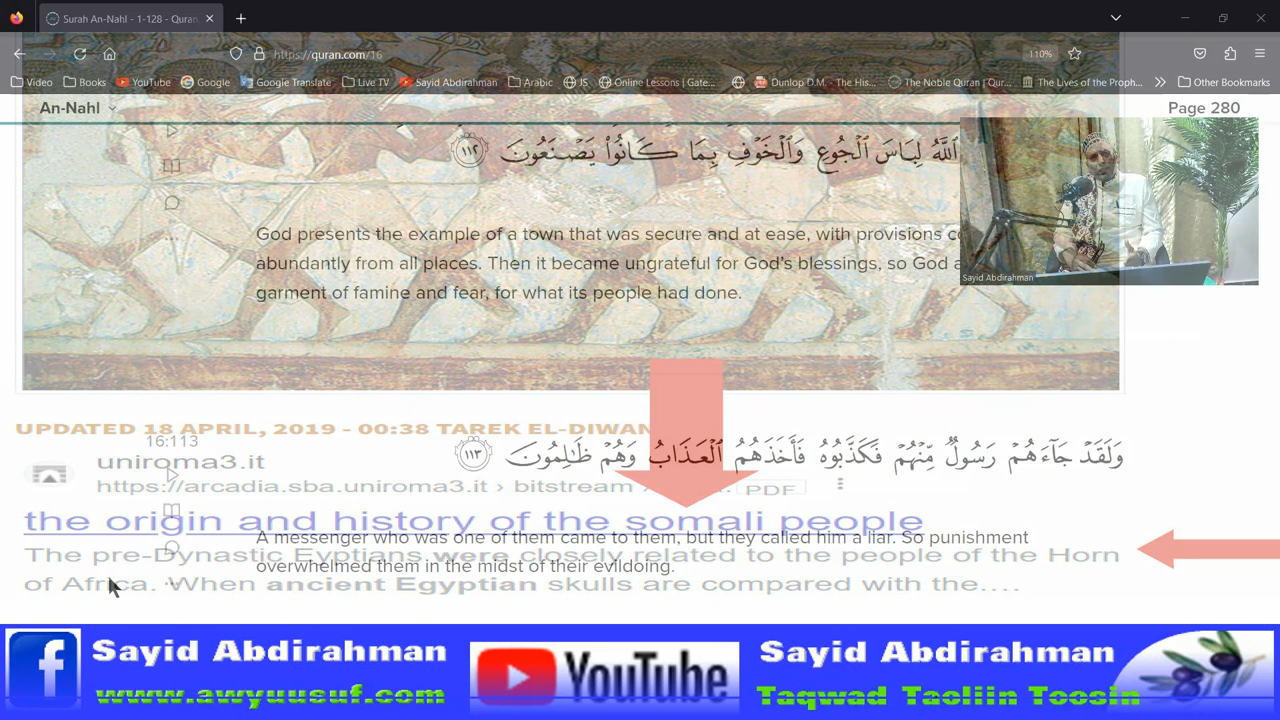 Surah An-Nahl - 1-128 - Quran
https://quran.com/16
110%
Video Books YouTube Google Google Translate Live TV Sayid Abdirahman Arabic JS Online Lessons | Gate... Dunlop D.M. - The His... The Noble Quran | Qur... The Lives of the Proph... Other Bookmarks
An-Nahl
Page 280
ٱللَّهُ لِبَاسَ ٱلْجُوعِ وَٱلْخَوْفِ بِمَا كَانُوا۟ يَصْنَعُونَ ١١٢
God presents the example of a town that was secure and at ease, with provisions
abundantly from all places. Then it became ungrateful for God's blessings, so God
garment of famine and fear, for what its people had done.
Sayid Abdirahman
UPDATED 18 APRIL, 2019 - 00:38 TAREK EL-DIWAN
16:113
وَلَقَدْ جَآءَهُمْ رَسُولٌ مِّنْهُمْ فَكَذَّبُوهُ فَأَخَذَهُمُ ٱلْعَذَابُ وَهُمْ ظَـٰلِمُونَ ١١٣
uniroma3.it
https://arcadia.sba.uniroma3.it › bitstream › PDF
the origin and history of the somali people
A messenger who was one of them came to them, but they called him a liar. So punishment
The pre-Dynastic Eyptians were closely related to the people of the Horn
overwhelmed them in the midst of their evildoing.
of Africa. When ancient Egyptian skulls are compared with the....
Sayid Abdirahman
www.awyuusuf.com
YouTube
Sayid Abdirahman
Taqwad Taoliin Toosin